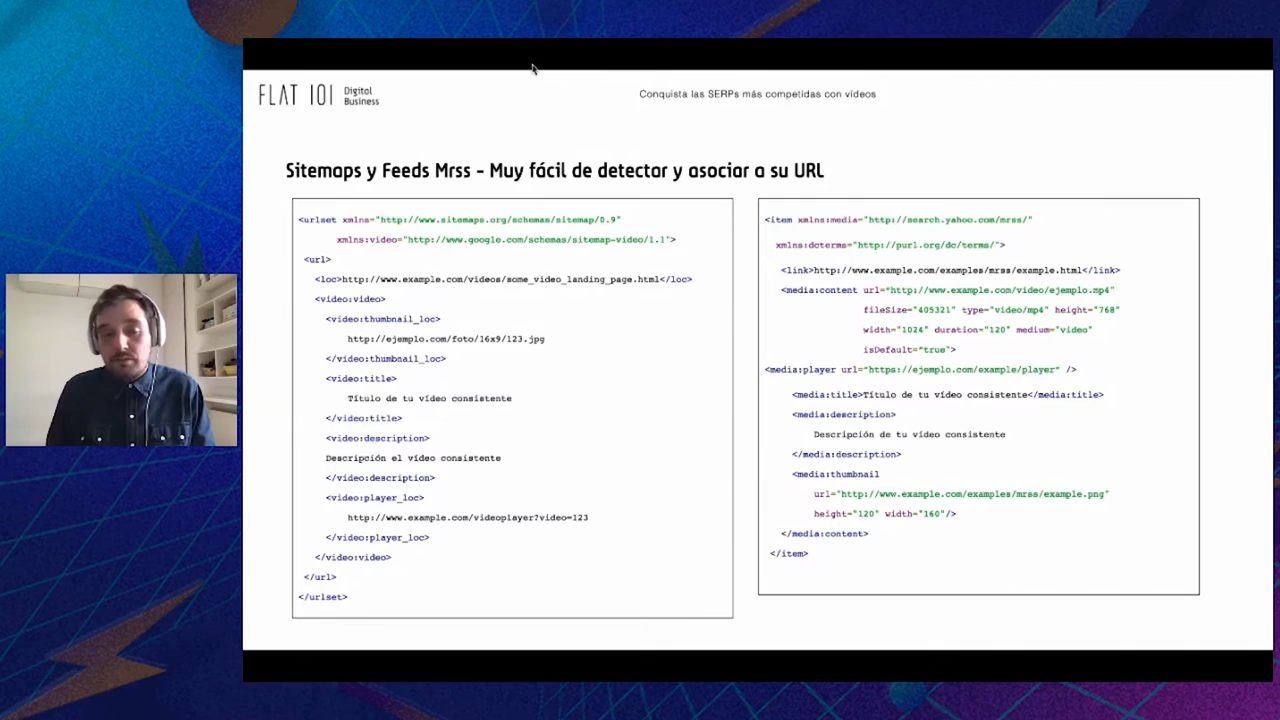 FLAT 101 Digital Business
Conquista las SERPs más competidas con vídeos
Sitemaps y Feeds Mrss - Muy fácil de detectar y asociar a su URL
<urlset xmlns="http://www.sitemaps.org/schemas/sitemap/0.9"
xmlns:video="http://www.google.com/schemas/sitemap-video/1.1">
<url>
<loc>http://www.example.com/videos/some_video_landing_page.html</loc>
<video:video>
<video:thumbnail_loc>
http://ejemplo.com/foto/16x9/123.jpg
</video:thumbnail_loc>
<video:title>
Título de tu vídeo consistente
</video:title>
<video:description>
Descripción el vídeo consistente
</video:description>
<video:player_loc>
http://www.example.com/videoplayer?video=123
</video:player_loc>
</video:video>
</url>
</urlset>
<item xmlns:media="http://search.yahoo.com/mrss/"
xmlns:dcterms="http://purl.org/dc/terms/">
<link>http://www.example.com/examples/mrss/example.html</link>
<media:content url="http://www.example.com/video/ejemplo.mp4"
fileSize="405321" type="video/mp4" height="768"
width="1024" duration="120" medium="video"
isDefault="true">
<media:player url="https://ejemplo.com/example/player" />
<media:title>Título de tu vídeo consistente</media:title>
<media:description>
Descripción de tu vídeo consistente
</media:description>
<media:thumbnail
url="http://www.example.com/examples/mrss/example.png"
height="120" width="160"/>
</media:content>
</item>